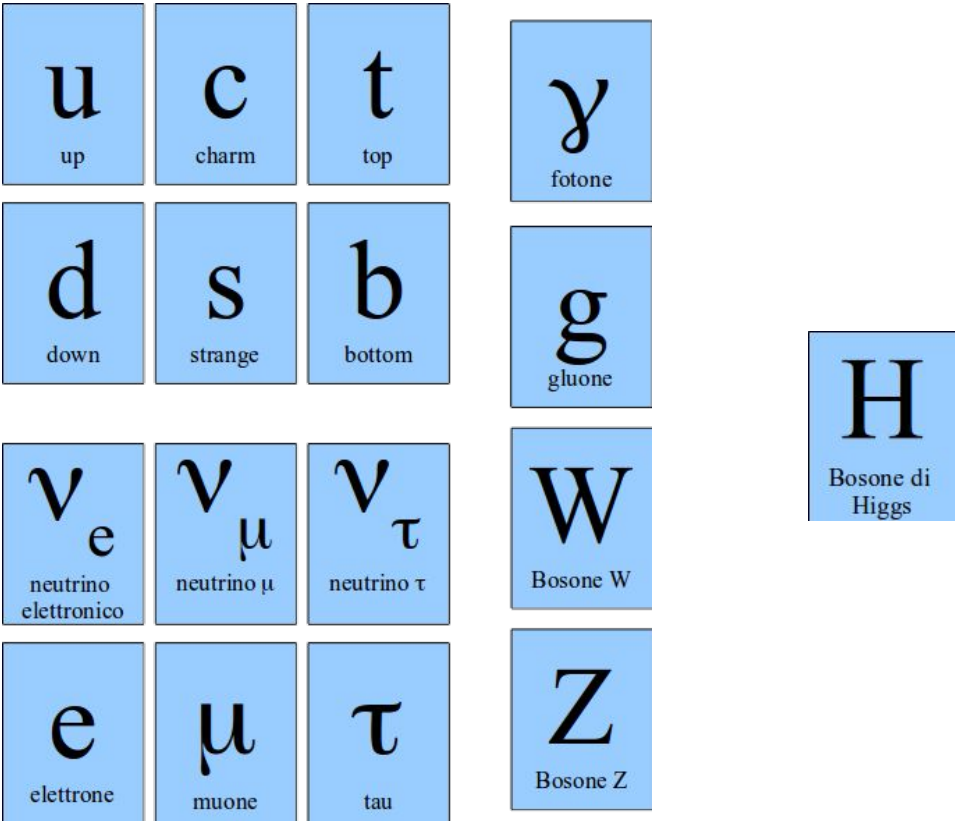 u
up
c
charm
t
top
d
down
s
strange
b
bottom
ν
e
neutrino
elettronico
ν
μ
neutrino μ
ν
τ
neutrino τ
e
elettrone
μ
muone
τ
tau
γ
fotone
g
gluone
W
Bosone W
Z
Bosone Z
H
Bosone di
Higgs